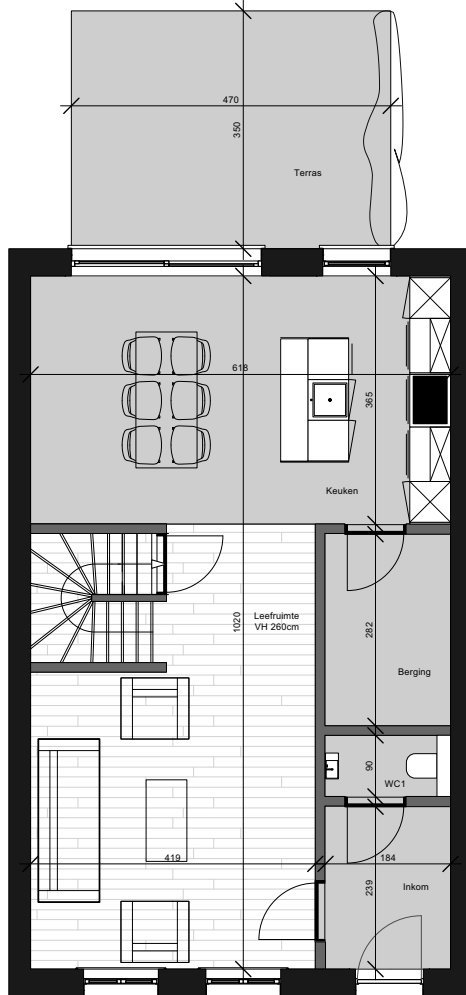 470
350
Terras
618
365
Keuken
1020
Leefruimte
VH 260cm
282
Berging
90
WC1
419
184
239
Inkom